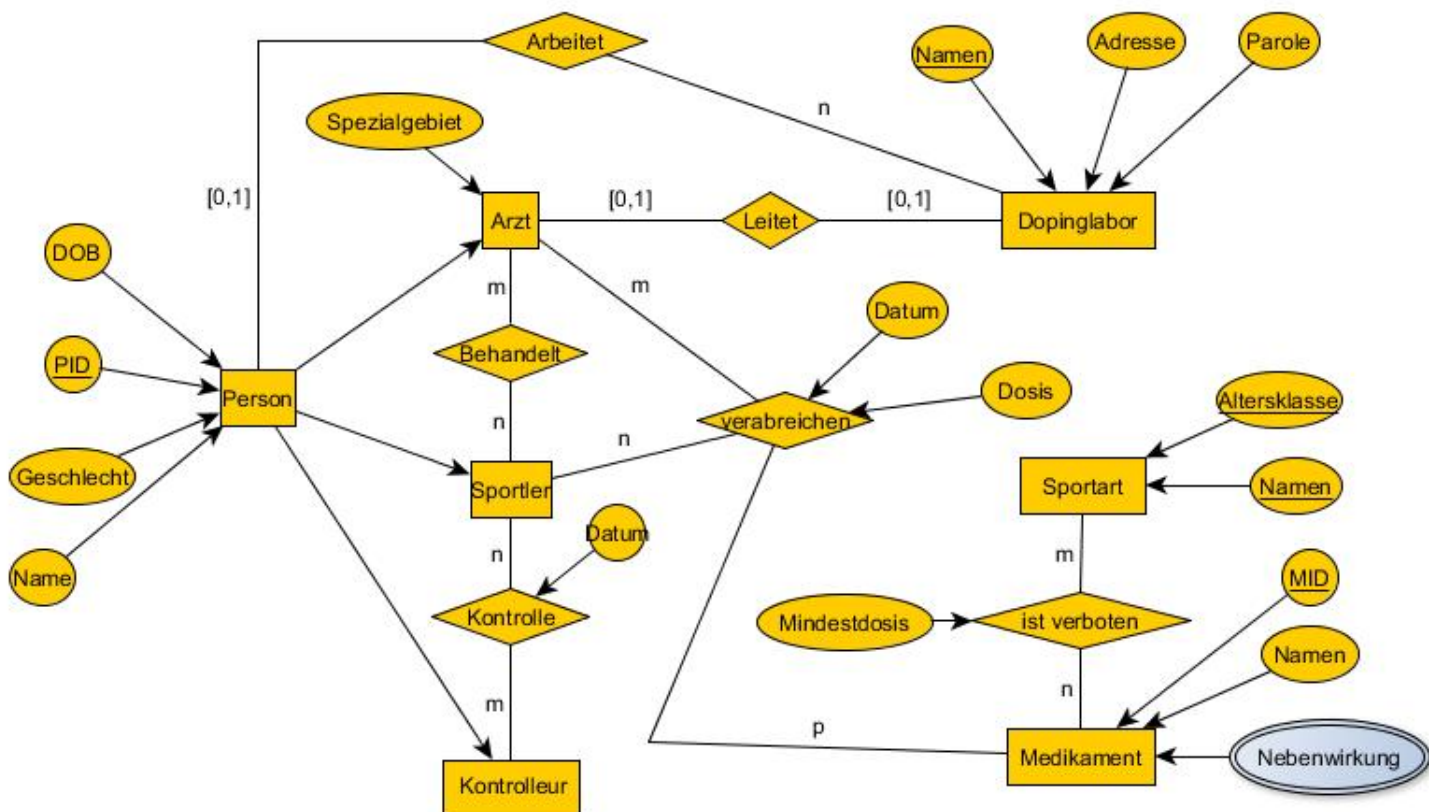 Arbeitet
Namen
Adresse
Parole
n
Spezialgebiet
[0,1]
Arzt
[0,1]
Leitet
[0,1]
Dopinglabor
DOB
m
m
Datum
PID
Behandelt
Person
Dosis
Altersklasse
verabreichen
n
n
Geschlecht
Sportler
Sportart
Namen
Datum
n
m
Name
MID
Kontrolle
Mindestdosis
ist verboten
Namen
m
n
p
Kontrolleur
Medikament
Nebenwirkung